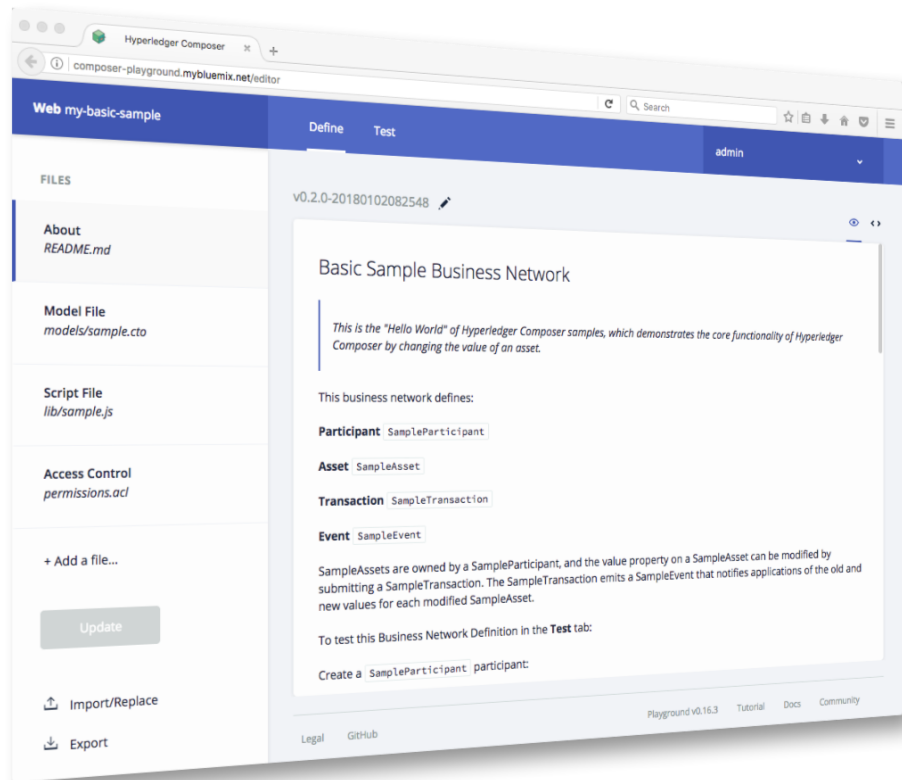 Hyperledger Composer
composer-playground.mybluemix.net/editor
Search
Web my-basic-sample
Define
Test
admin
FILES
About
README.md
Model File
models/sample.cto
Script File
lib/sample.js
Access Control
permissions.acl
+ Add a file...
Update
Import/Replace
Export
v0.2.0-20180102082548
Basic Sample Business Network
This is the "Hello World" of Hyperledger Composer samples, which demonstrates the core functionality of Hyperledger
Composer by changing the value of an asset.
This business network defines:
Participant SampleParticipant
Asset SampleAsset
Transaction SampleTransaction
Event SampleEvent
SampleAssets are owned by a SampleParticipant, and the value property on a SampleAsset can be modified by
submitting a SampleTransaction. The SampleTransaction emits a SampleEvent that notifies applications of the old and
new values for each modified SampleAsset.
To test this Business Network Definition in the Test tab:
Create a SampleParticipant participant:
Legal
GitHub
Playground v0.16.3
Tutorial
Docs
Community